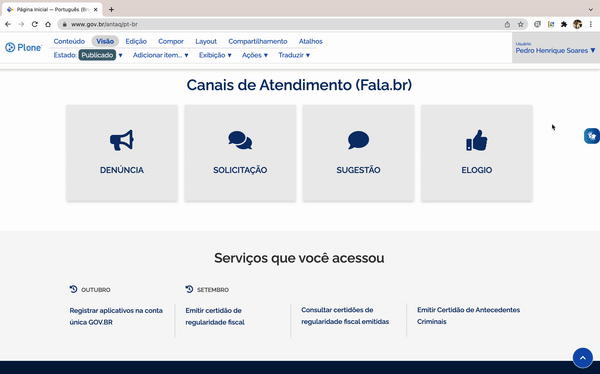 Página Inicial — Português (Br
www.gov.br/antaq/pt-br
Plone
Conteúdo Visão Edição Compor Layout Compartilhamento Atalhos
Estado: Publicado ▼ Adicionar item... ▼ Exibição ▼ Ações ▼ Traduzir ▼
Usuário
Pedro Henrique Soares ▼
Canais de Atendimento (Fala.br)
DENÚNCIA
SOLICITAÇÃO
SUGESTÃO
ELOGIO
Serviços que você acessou
OUTUBRO
Registrar aplicativos na conta
única GOV.BR
SETEMBRO
Emitir certidão de
regularidade fiscal
Consultar certidões de
regularidade fiscal emitidas
Emitir Certidão de Antecedentes
Criminais